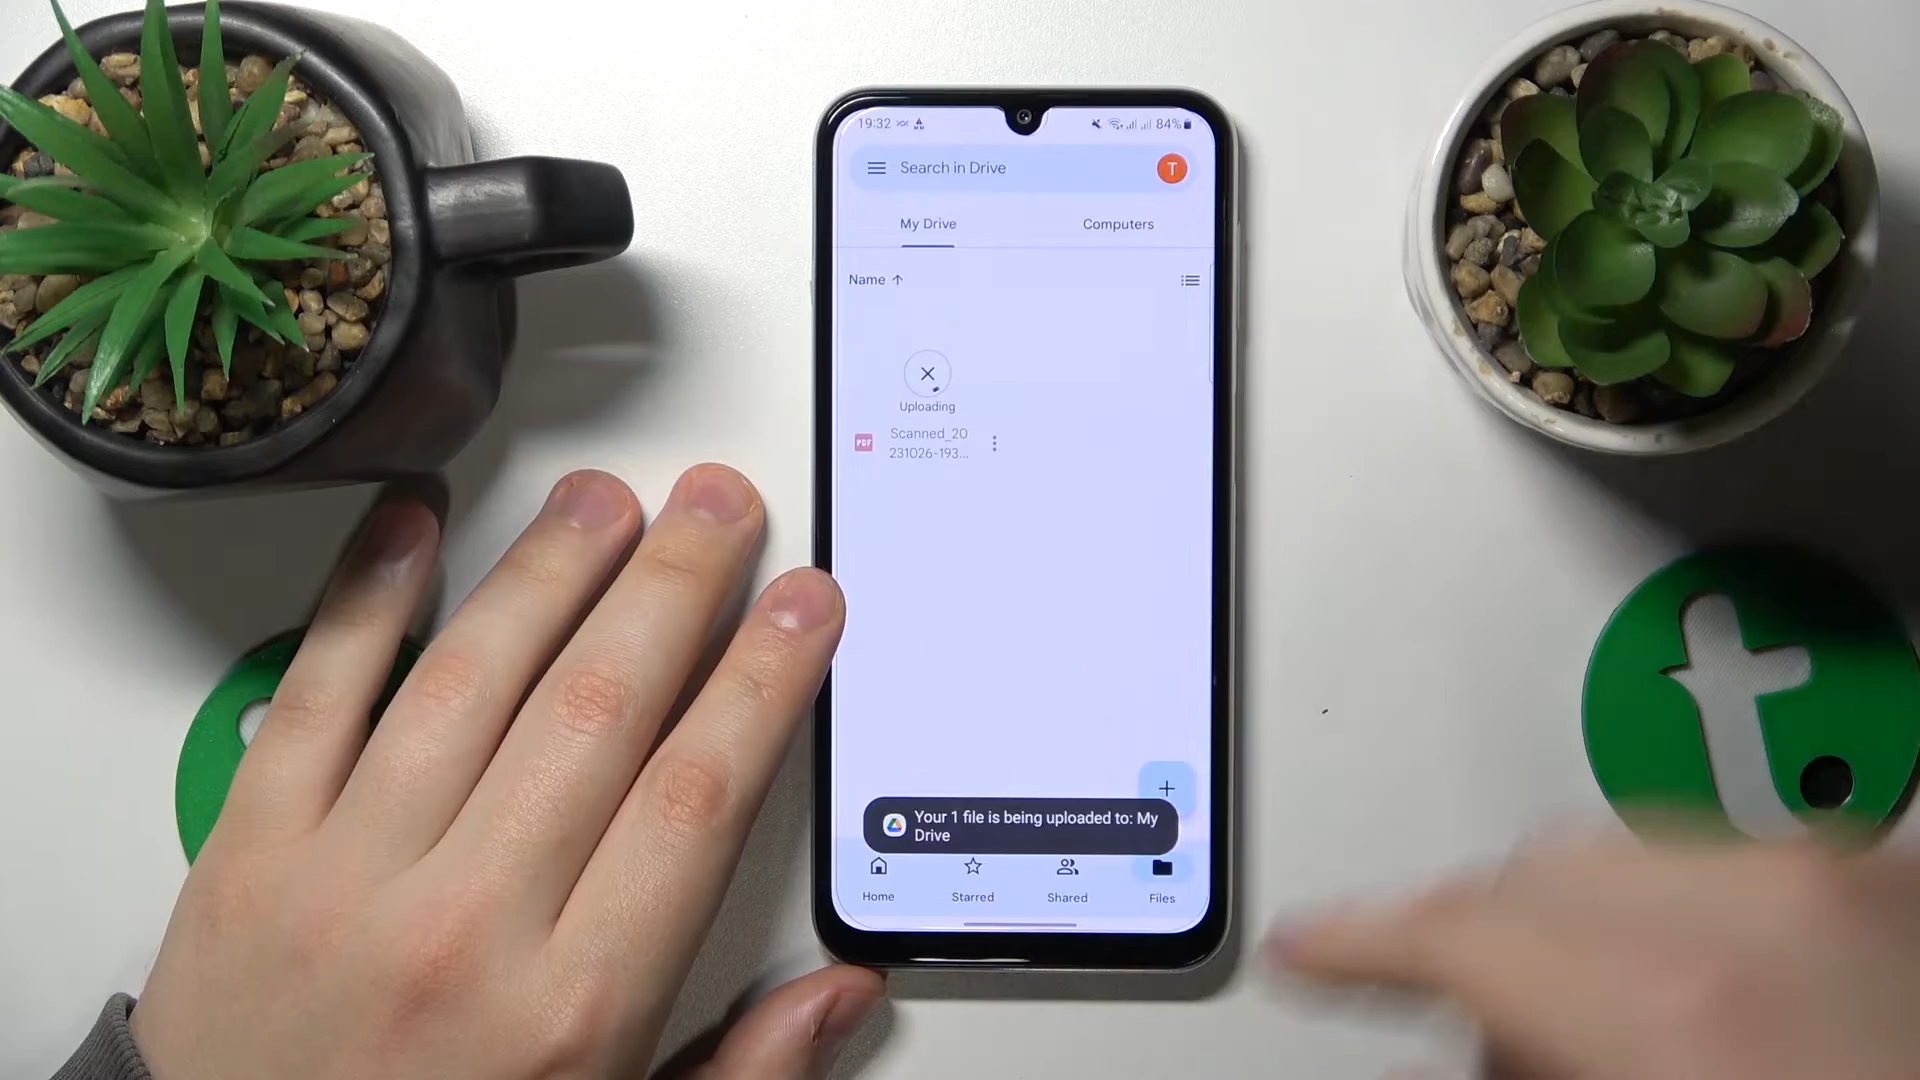 19:32
84%
Search in Drive
T
My Drive
Computers
Name
Uploading
PDF
Scanned_20
231026-193...
Your 1 file is being uploaded to: My
Drive
Home
Starred
Shared
Files
t.